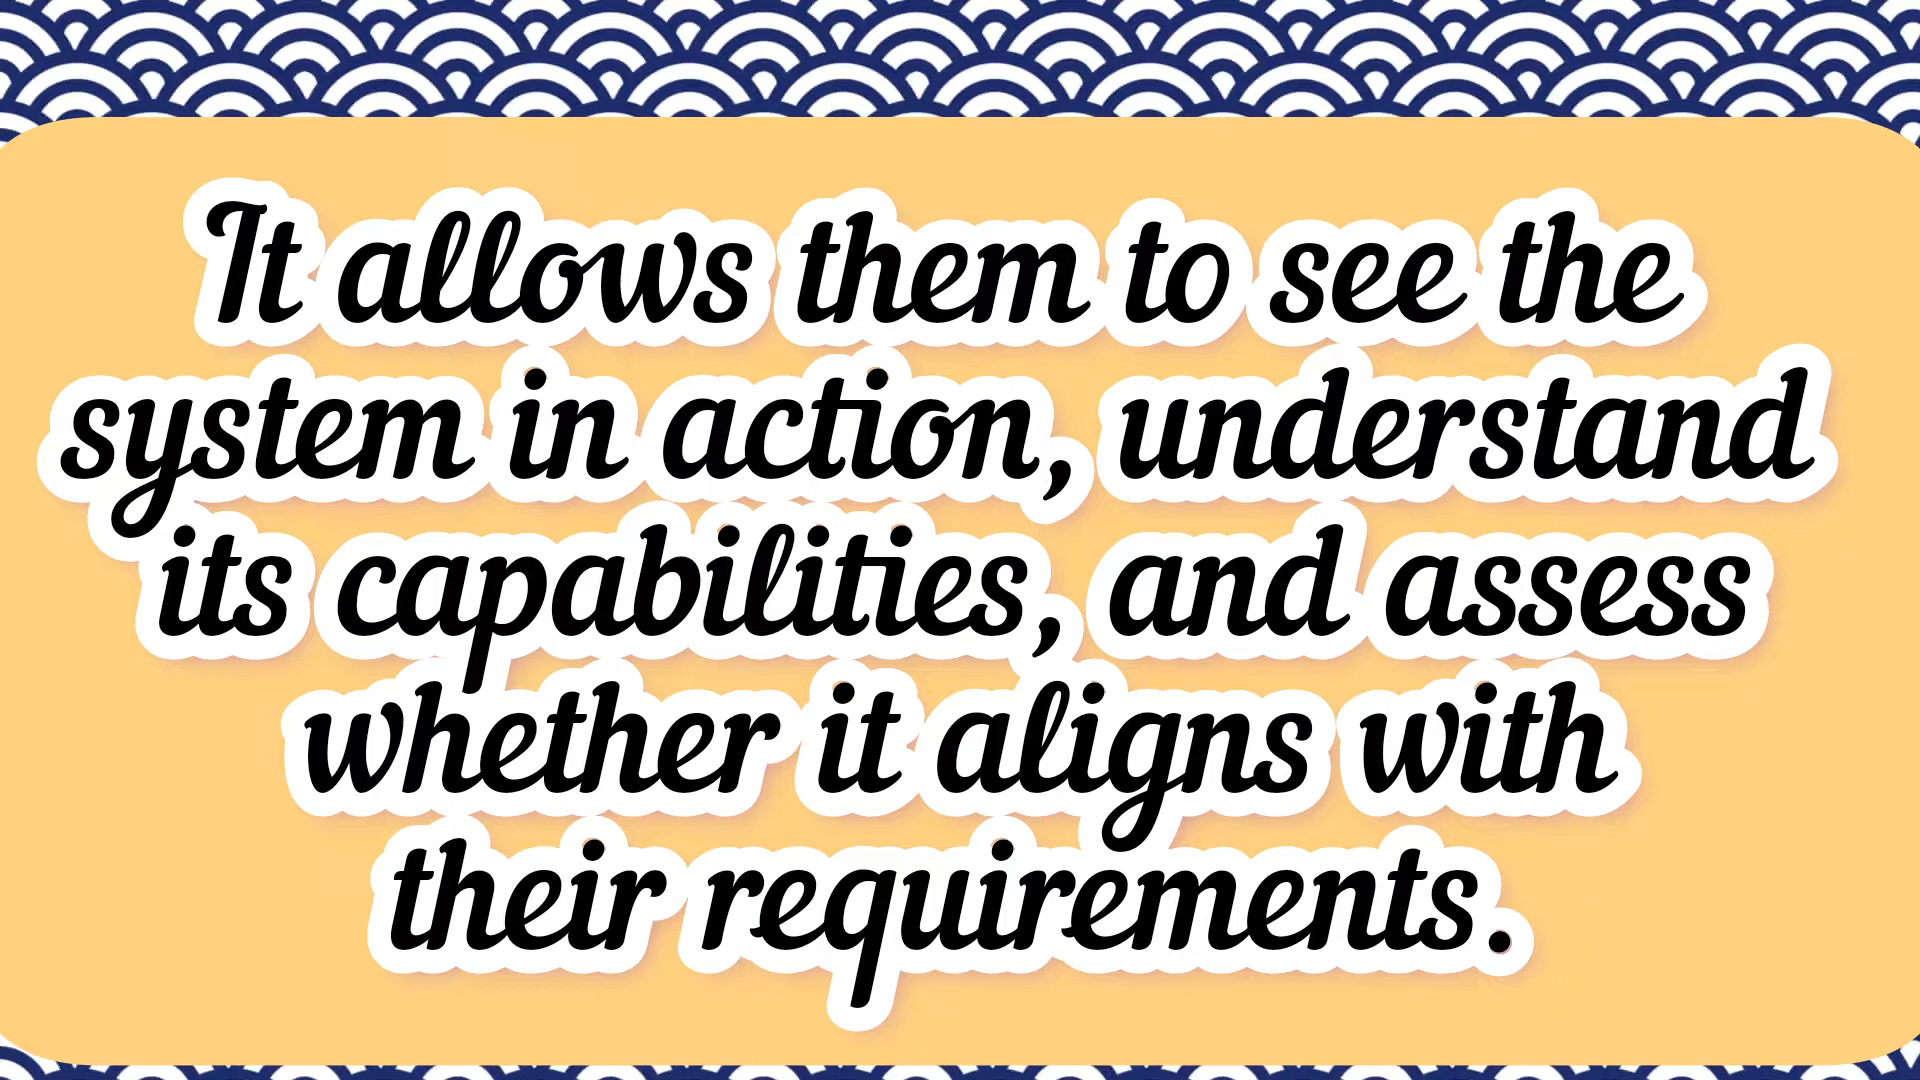 It allows them to see the
system in action, understand
its capabilities, and assess
whether it aligns with
their requirements.